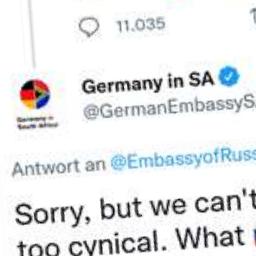 11.035
Germany in SA
@GermanEmbassyS
Germany in
South Africa
Antwort an @EmbassyofRuss
Sorry, but we can't
too cynical. What